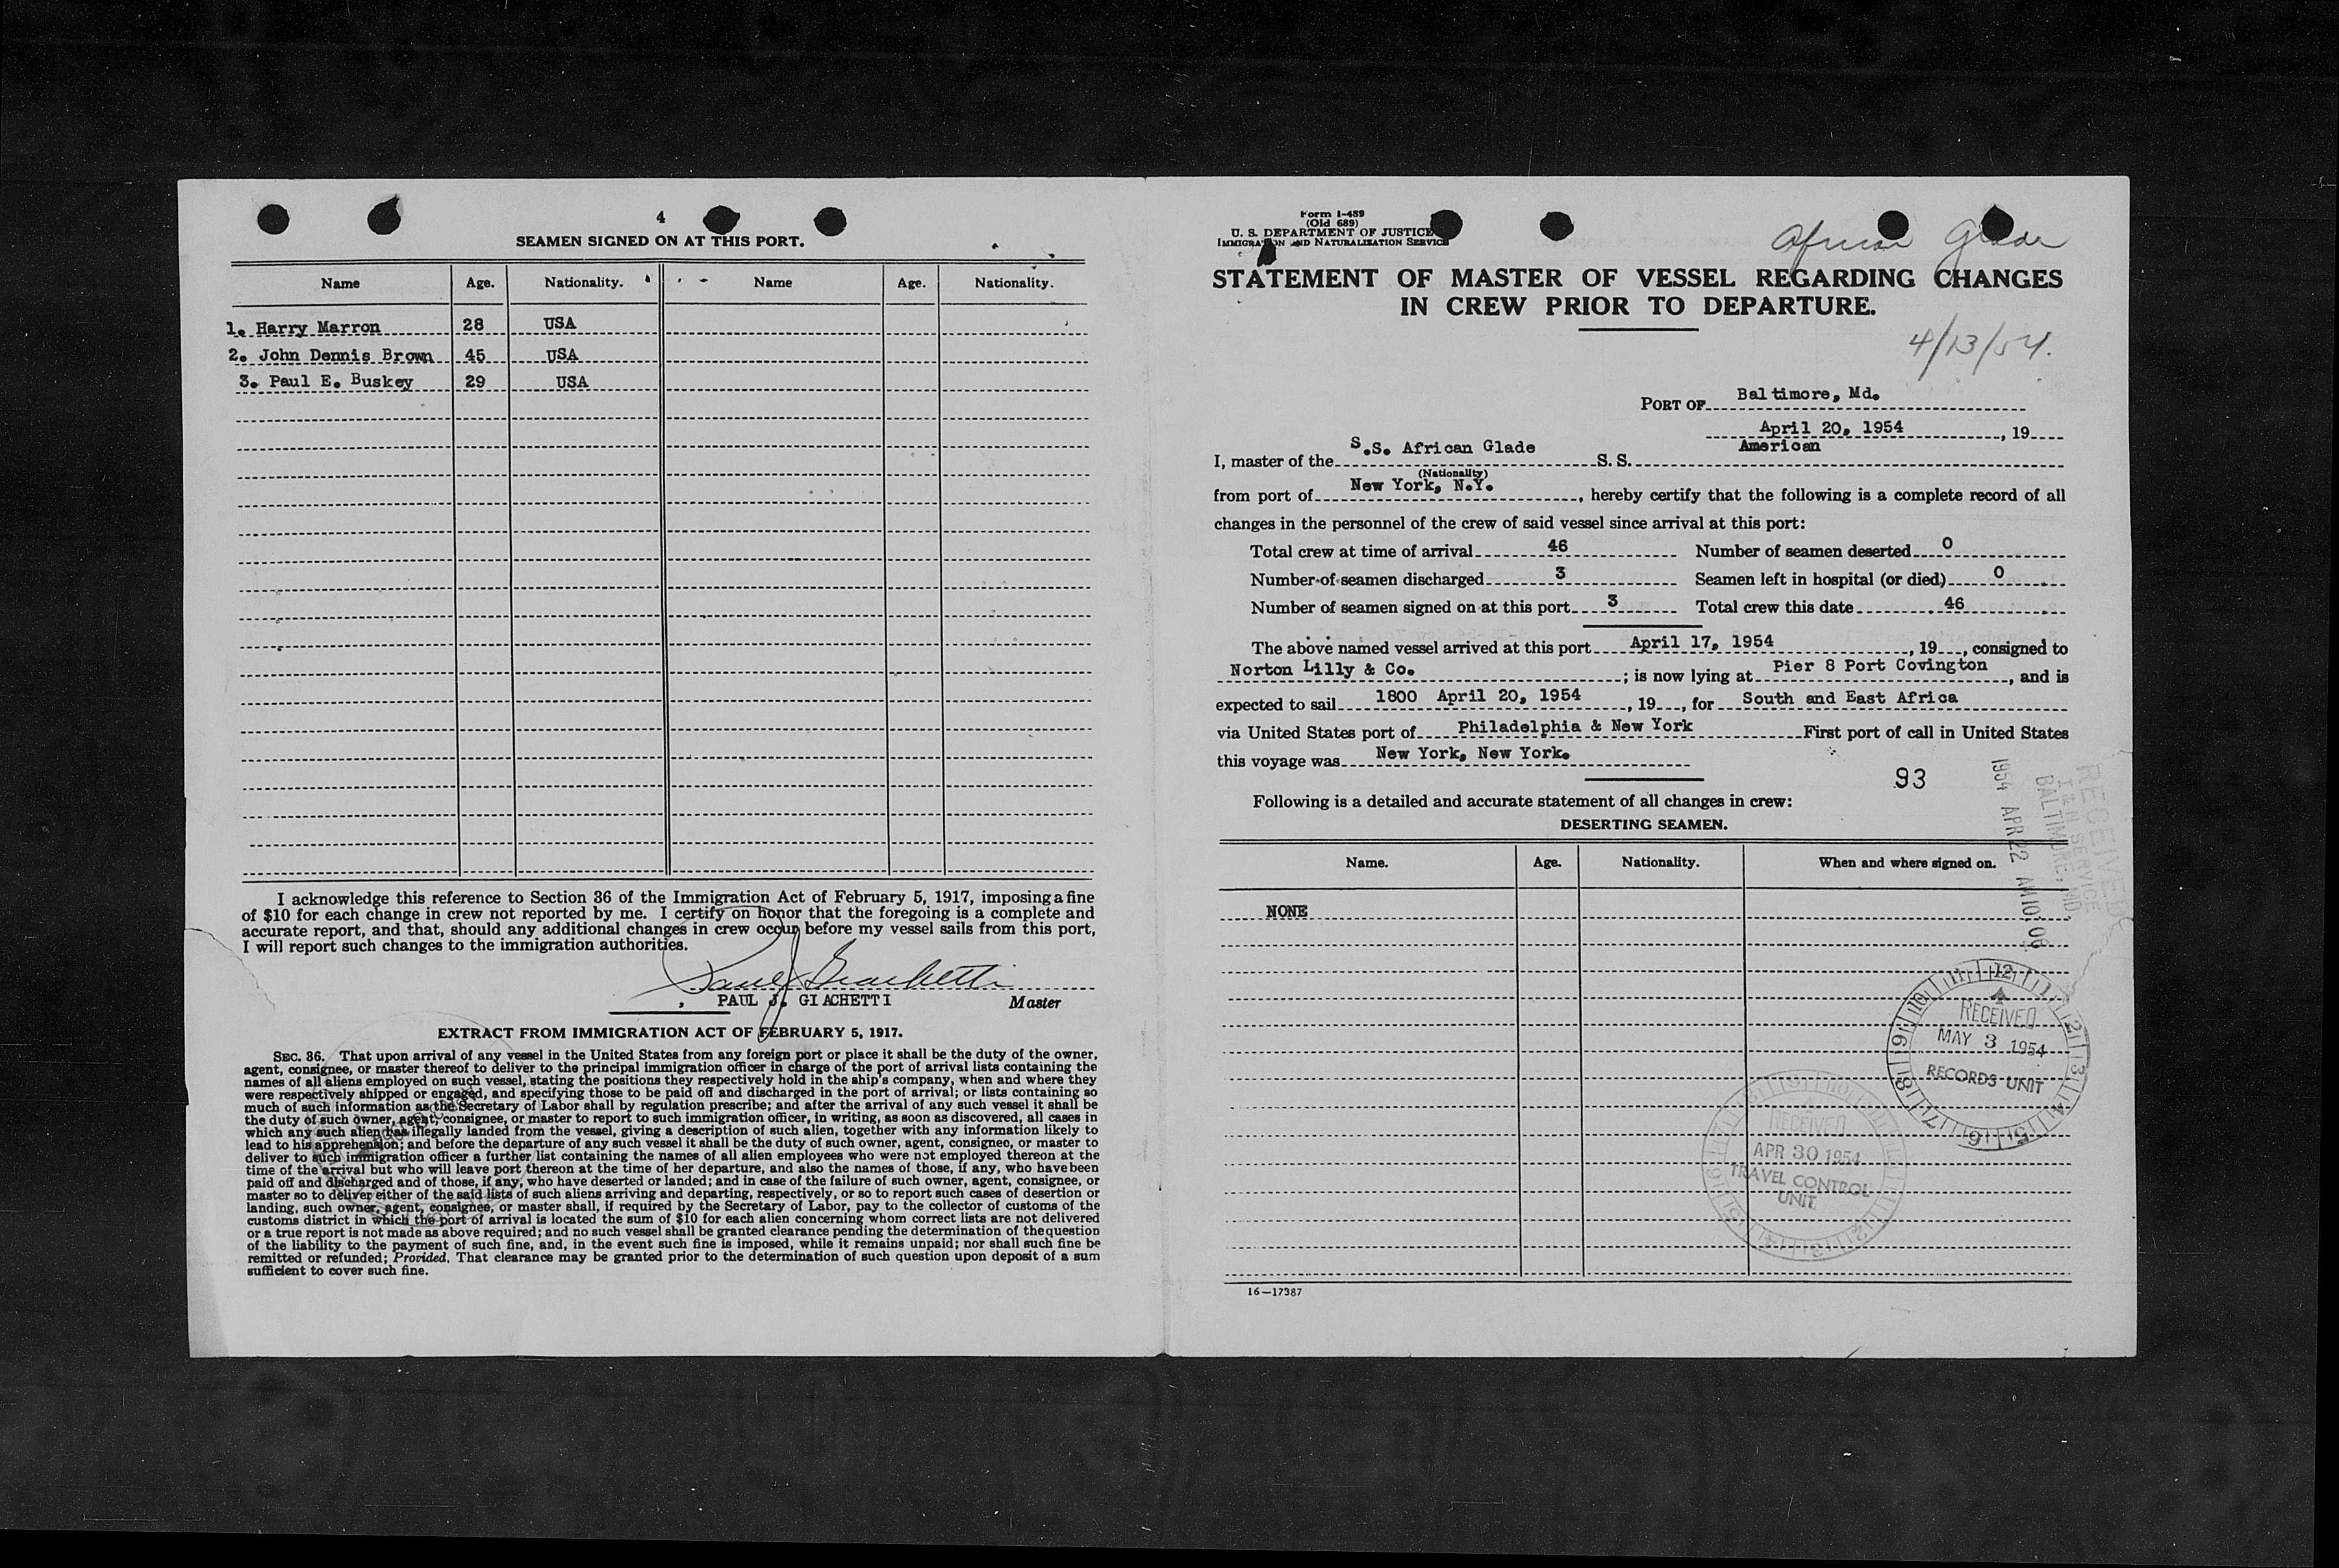 4
SEAMEN SIGNED ON AT THIS PORT.
Name Age. Nationality. Name Age. Nationality.
1. Harry Marron 28 USA
2. John Dennis Brown 45 USA
3. Paul E. Buskey 29 USA
I acknowledge this reference to Section 36 of the Immigration Act of February 5, 1917, imposing a fine
of $10 for each change in crew not reported by me. I certify on honor that the foregoing is a complete and
accurate report, and that, should any additional changes in crew occur before my vessel sails from this port,
I will report such changes to the immigration authorities.
Paul J. Giachetti
PAUL J. GIACHETTI Master
EXTRACT FROM IMMIGRATION ACT OF FEBRUARY 5, 1917.
SEC. 36. That upon arrival of any vessel in the United States from any foreign port or place it shall be the duty of the owner,
agent, consignee, or master thereof to deliver to the principal immigration officer in charge of the port of arrival lists containing the
names of all aliens employed on such vessel, stating the positions they respectively hold in the ship's company, when and where they
were respectively shipped or engaged, and specifying those to be paid off and discharged in the port of arrival; or lists containing so
much of such information as the Secretary of Labor shall by regulation prescribe; and after the arrival of any such vessel it shall be
the duty of such owner, agent, consignee, or master to report to such immigration officer, in writing, as soon as discovered, all cases in
which any such alien has illegally landed from the vessel, giving a description of such alien, together with any information likely to
lead to his apprehension; and before the departure of any such vessel it shall be the duty of such owner, agent, consignee, or master to
deliver to such immigration officer a further list containing the names of all alien employees who were not employed thereon at the
time of the arrival but who will leave port thereon at the time of her departure, and also the names of those, if any, who have been
paid off and discharged and of those, if any, who have deserted or landed; and in case of the failure of such owner, agent, consignee, or
master so to deliver either of the said lists of such aliens arriving and departing, respectively, or so to report such cases of desertion or
landing, such owner, agent, consignee, or master shall, if required by the Secretary of Labor, pay to the collector of customs of the
customs district in which the port of arrival is located the sum of $10 for each alien concerning whom correct lists are not delivered
or a true report is not made as above required; and no such vessel shall be granted clearance pending the determination of the question
of the liability to the payment of such fine, and, in the event such fine is imposed, while it remains unpaid; nor shall such fine be
remitted or refunded; Provided, That clearance may be granted prior to the determination of such question upon deposit of a sum
sufficient to cover such fine.
Form I-489
(Old 689)
U. S. DEPARTMENT OF JUSTICE
IMMIGRATION AND NATURALIZATION SERVICE
African Glade
STATEMENT OF MASTER OF VESSEL REGARDING CHANGES
IN CREW PRIOR TO DEPARTURE.
4/13/54.
PORT OF Baltimore, Md.
April 20, 1954, 19
I, master of the S.S. African Glade S. S. American
(Nationality)
from port of New York, N.Y., hereby certify that the following is a complete record of all
changes in the personnel of the crew of said vessel since arrival at this port:
Total crew at time of arrival 46 Number of seamen deserted 0
Number of seamen discharged 3 Seamen left in hospital (or died) 0
Number of seamen signed on at this port 3 Total crew this date 46
The above named vessel arrived at this port April 17, 1954, 19, consigned to
Norton Lilly & Co.; is now lying at Pier 8 Port Covington, and is
expected to sail 1800 April 20, 1954, 19, for South and East Africa
via United States port of Philadelphia & New York First port of call in United States
this voyage was New York, New York.
93
Following is a detailed and accurate statement of all changes in crew:
DESERTING SEAMEN.
Name. Age. Nationality. When and where signed on.
NONE
RECEIVED
I & N SERVICE
BALTIMORE, MD.
1954 APR 22 AM 10 06
RECEIVED
MAY 3 1954
RECORDS UNIT
RECEIVED
APR 30 1954
TRAVEL CONTROL
UNIT
16—17387